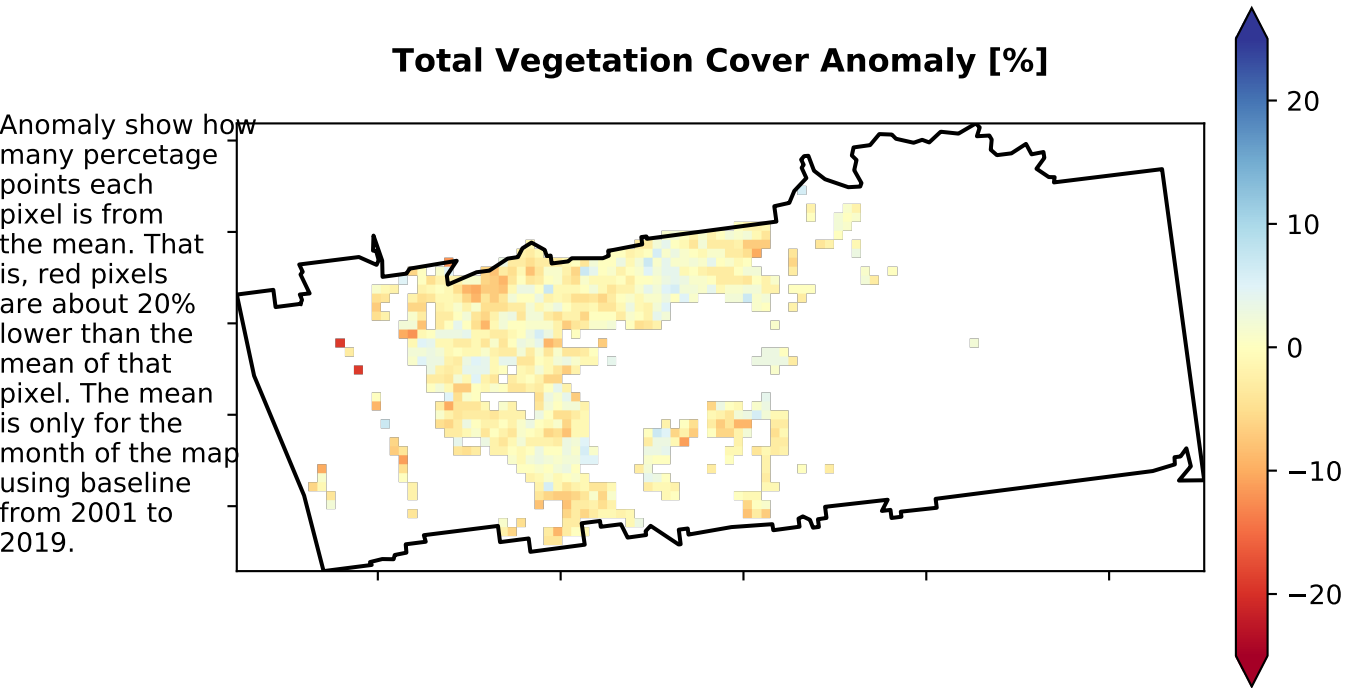 Total Vegetation Cover Anomaly [%]
Anomaly show how
many percetage
points each
pixel is from
the mean. That
is, red pixels
are about 20%
lower than the
mean of that
pixel. The mean
is only for the
month of the map
using baseline
from 2001 to
2019.
20
10
0
−10
−20